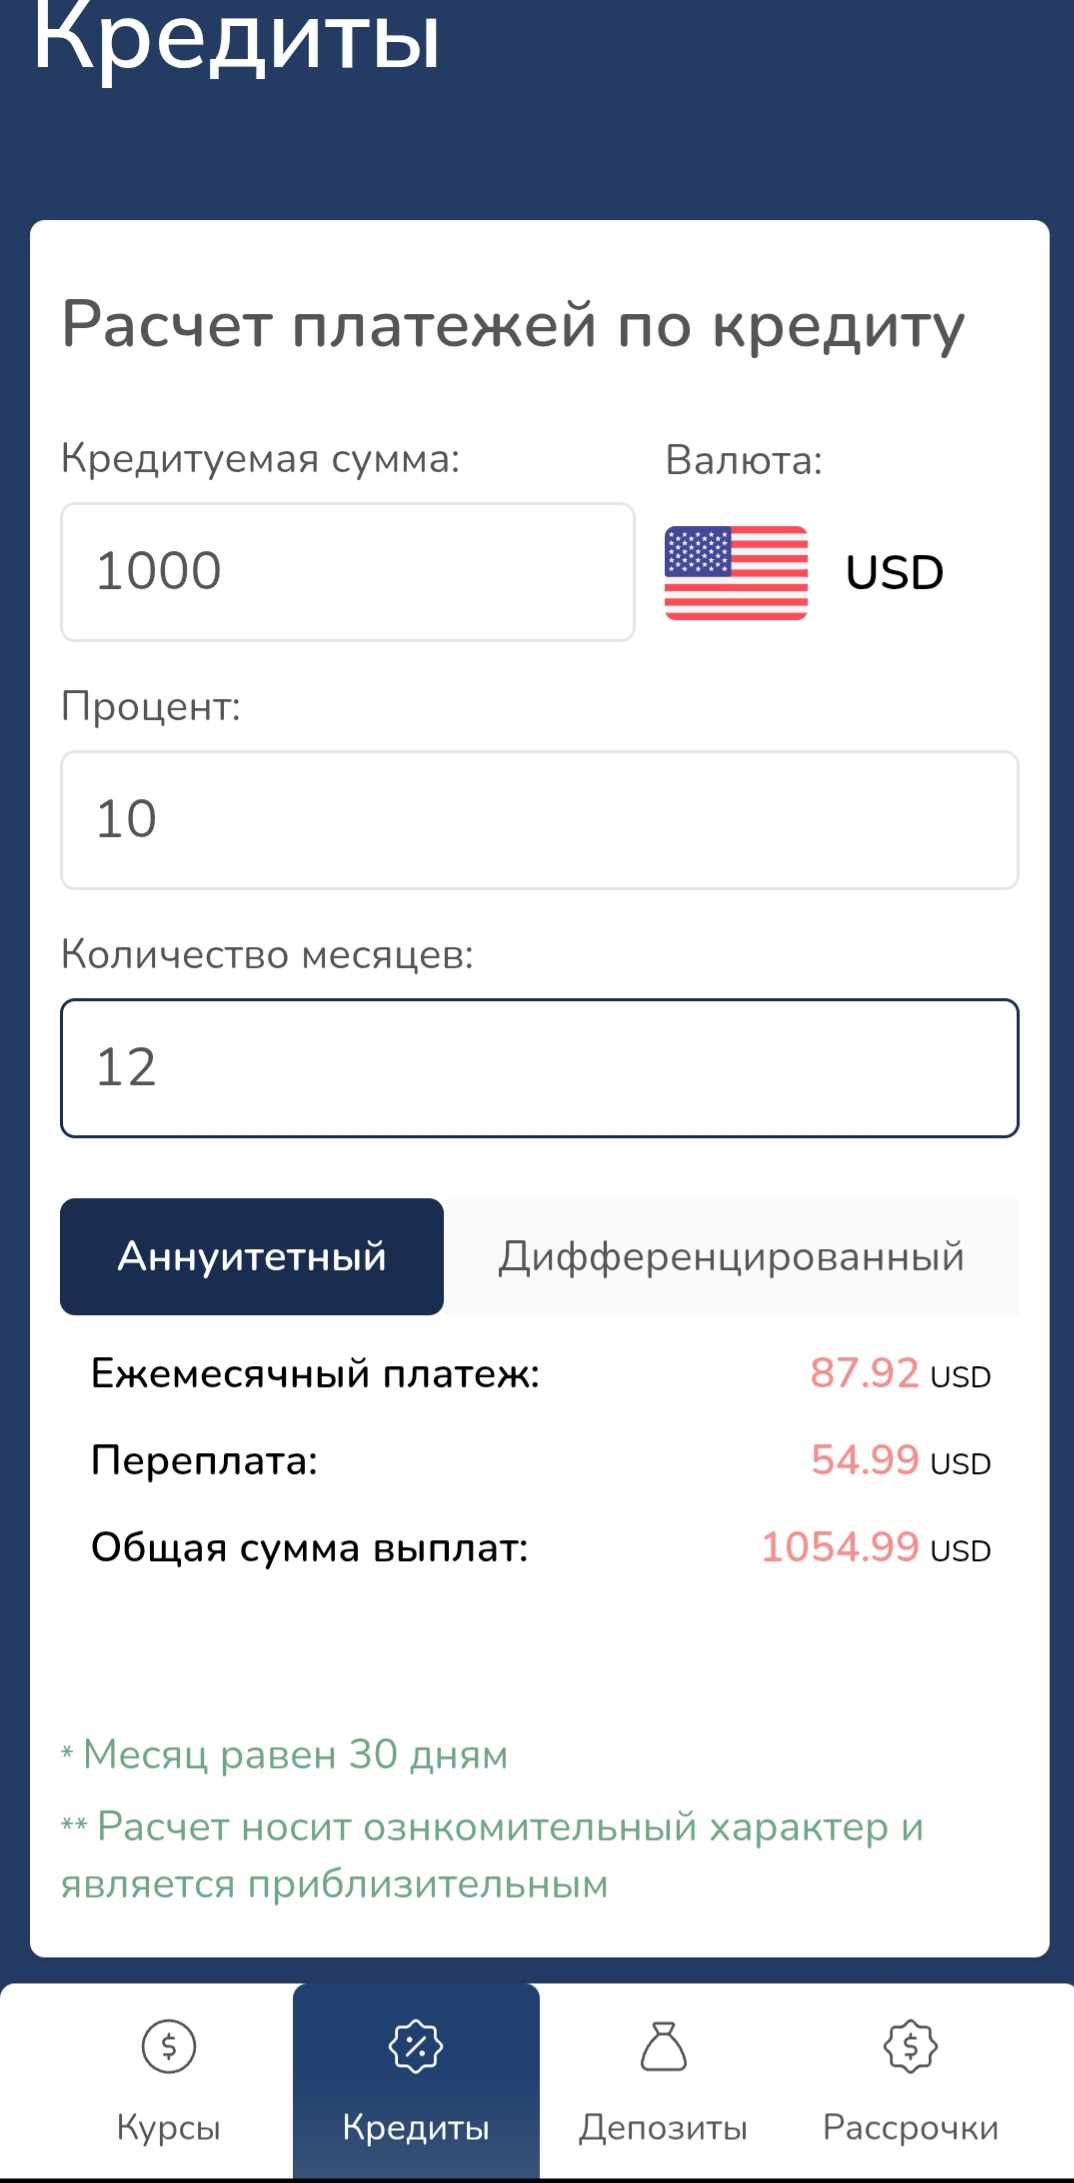 Кредиты
Расчет платежей по кредиту
Кредитуемая сумма:
Валюта:
1000
USD
Процент:
10
Количество месяцев:
12
Аннуитетный
Дифференцированный
Ежемесячный платеж: 87.92 USD
Переплата: 54.99 USD
Общая сумма выплат: 1054.99 USD
* Месяц равен 30 дням
** Расчет носит ознкомительный характер и
является приблизительным
Курсы
Кредиты
Депозиты
Рассрочки